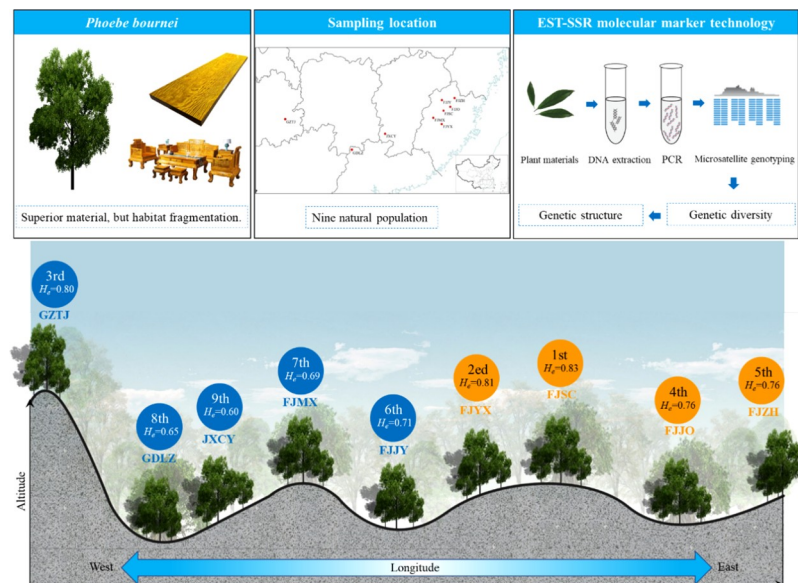 Phoebe bournei
Superior material, but habitat fragmentation.
Sampling location
Nine natural population
EST-SSR molecular marker technology
Plant materials
DNA extraction
PCR
Microsatellite genotyping
Genetic structure
Genetic diversity
3rd
He=0.80
GZTJ
8th
He=0.65
GDLZ
9th
He=0.60
JXCY
7th
He=0.69
FJMX
6th
He=0.71
FJJY
2ed
He=0.81
FJYX
1st
He=0.83
FJSC
4th
He=0.76
FJJO
5th
He=0.76
FJZH
Altitude
West
Longitude
East